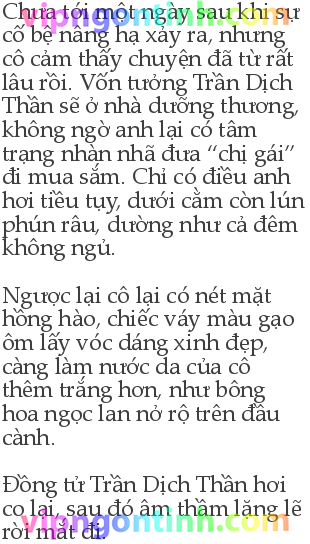 Chưa tới một ngày sau khi sự
cố bệ nâng hạ xảy ra, nhưng
cô cảm thấy chuyện đã từ rất
lâu rồi. Vốn tưởng Trần Dịch
Thần sẽ ở nhà dưỡng thương,
không ngờ anh lại có tâm
trạng nhàn nhã đưa “chị gái”
đi mua sắm. Chỉ có điều anh
hơi tiều tụy, dưới cằm còn lún
phún râu, dường như cả đêm
không ngủ.
Ngược lại cô lại có nét mặt
hồng hào, chiếc váy màu gạo
ôm lấy vóc dáng xinh đẹp,
càng làm nước da của cô
thêm trắng hơn, như bông
hoa ngọc lan nở rộ trên đầu
cành.
Đồng tử Trần Dịch Thần hơi
co lại, sau đó âm thầm lặng lẽ
rời mắt đi.
vipngontinh.com
vipngontinh.com